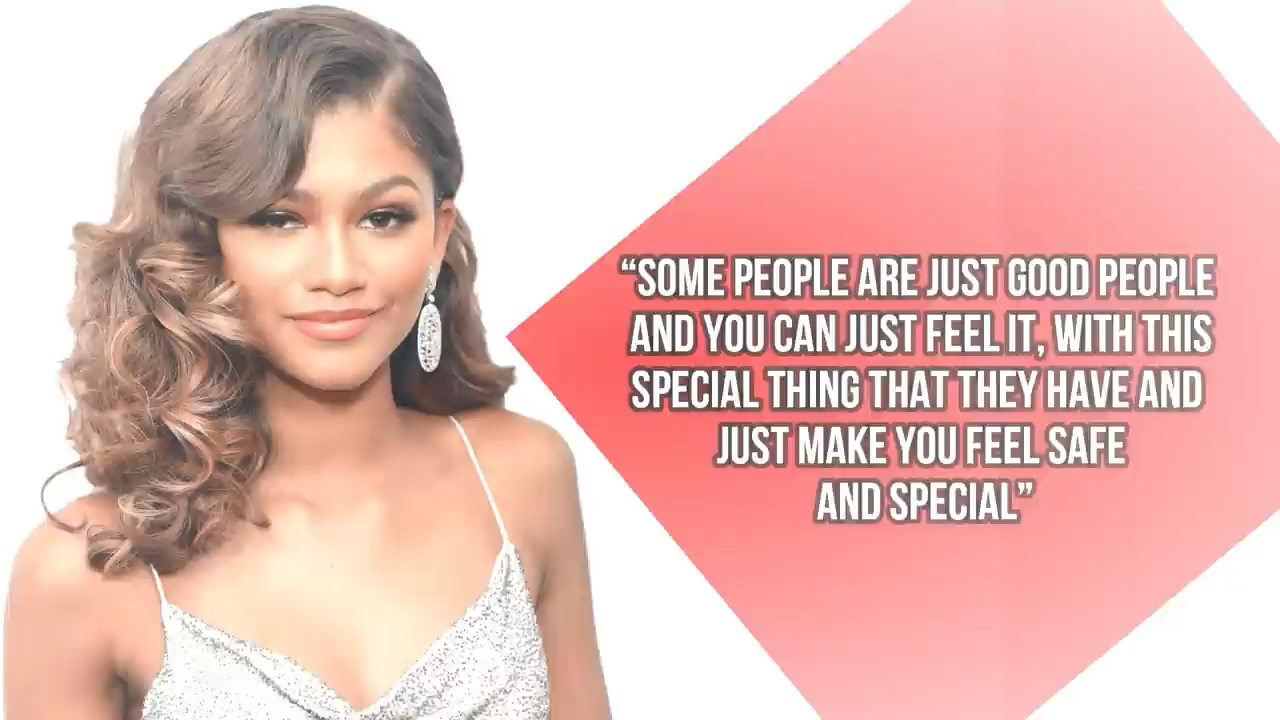 “SOME PEOPLE ARE JUST GOOD PEOPLE
AND YOU CAN JUST FEEL IT, WITH THIS
SPECIAL THING THAT THEY HAVE AND
JUST MAKE YOU FEEL SAFE
AND SPECIAL”